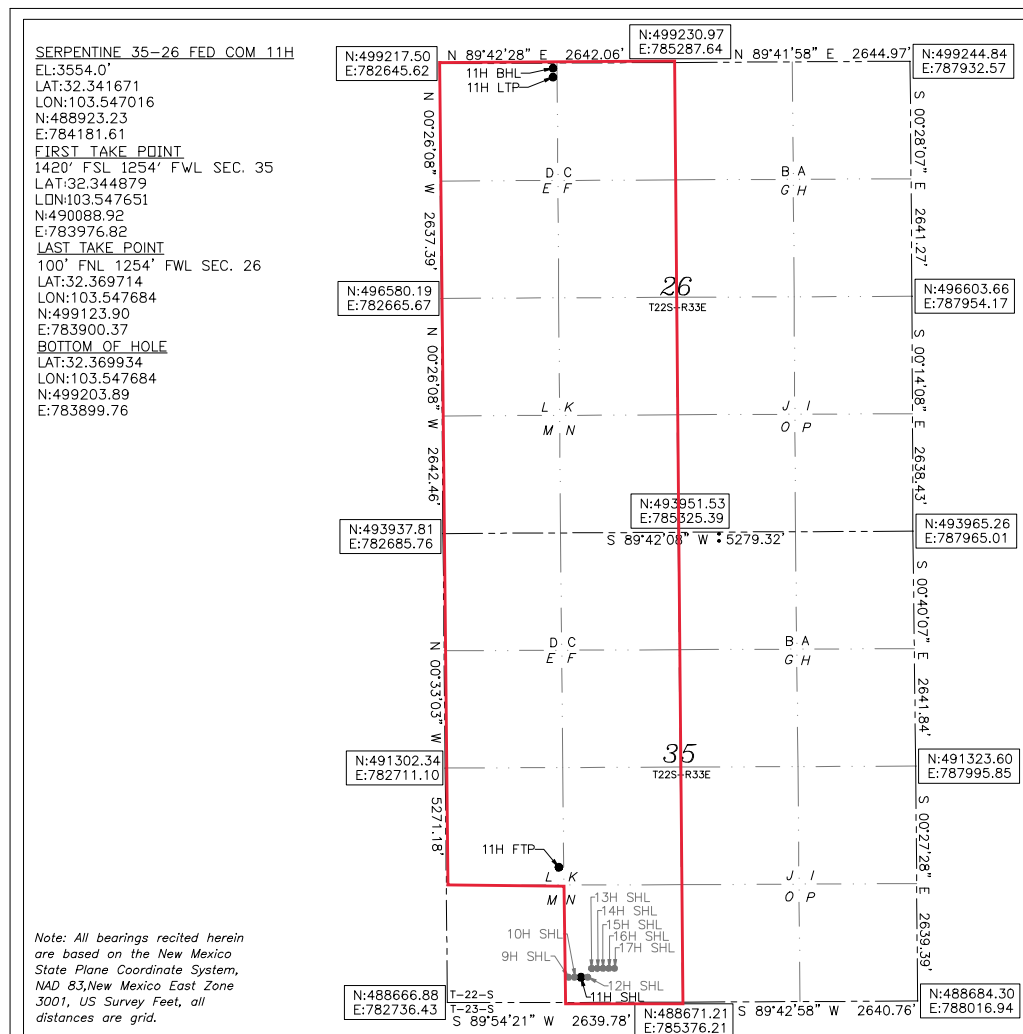 SERPENTINE 35-26 FED COM 11H
EL:3554.0'
LAT:32.341671
LON:103.547016
N:488923.23
E:784181.61
FIRST TAKE POINT
1420' FSL 1254' FWL SEC. 35
LAT:32.344879
LON:103.547651
N:490088.92
E:783976.82
LAST TAKE POINT
100' FNL 1254' FWL SEC. 26
LAT:32.369714
LON:103.547684
N:499123.90
E:783900.37
BOTTOM OF HOLE
LAT:32.369934
LON:103.547684
N:499203.89
E:783899.76
N:499217.50
E:782645.62
N 89°42'28" E 2642.06'
N:499230.97
E:785287.64
N 89°41'58" E 2644.97'
N:499244.84
E:787932.57
11H BHL
11H LTP
N 00°26'08" W 2637.39'
S 00°28'07" E 2641.27'
D C
E F
B A
G H
N:496580.19
E:782665.67
26
T22S-R33E
N:496603.66
E:787954.17
N 00°26'08" W 2642.46'
S 00°14'08" E 2638.43'
L K
M N
J I
O P
N:493937.81
E:782685.76
N:493951.53
E:785325.39
S 89°42'08" W 5279.32'
N:493965.26
E:787965.01
N 00°33'03" W 5271.18'
S 00°40'07" E 2641.84'
D C
E F
B A
G H
N:491302.34
E:782711.10
35
T22S-R33E
N:491323.60
E:787995.85
11H FTP
S 00°27'28" E 2639.39'
L K
M N
J I
O P
13H SHL
14H SHL
15H SHL
16H SHL
17H SHL
10H SHL
9H SHL
12H SHL
11H SHL
N:488666.88
E:782736.43
T-22-S
T-23-S
S 89°54'21" W 2639.78'
N:488671.21
E:785376.21
S 89°42'58" W 2640.76'
N:488684.30
E:788016.94
Note: All bearings recited herein
are based on the New Mexico
State Plane Coordinate System,
NAD 83,New Mexico East Zone
3001, US Survey Feet, all
distances are grid.